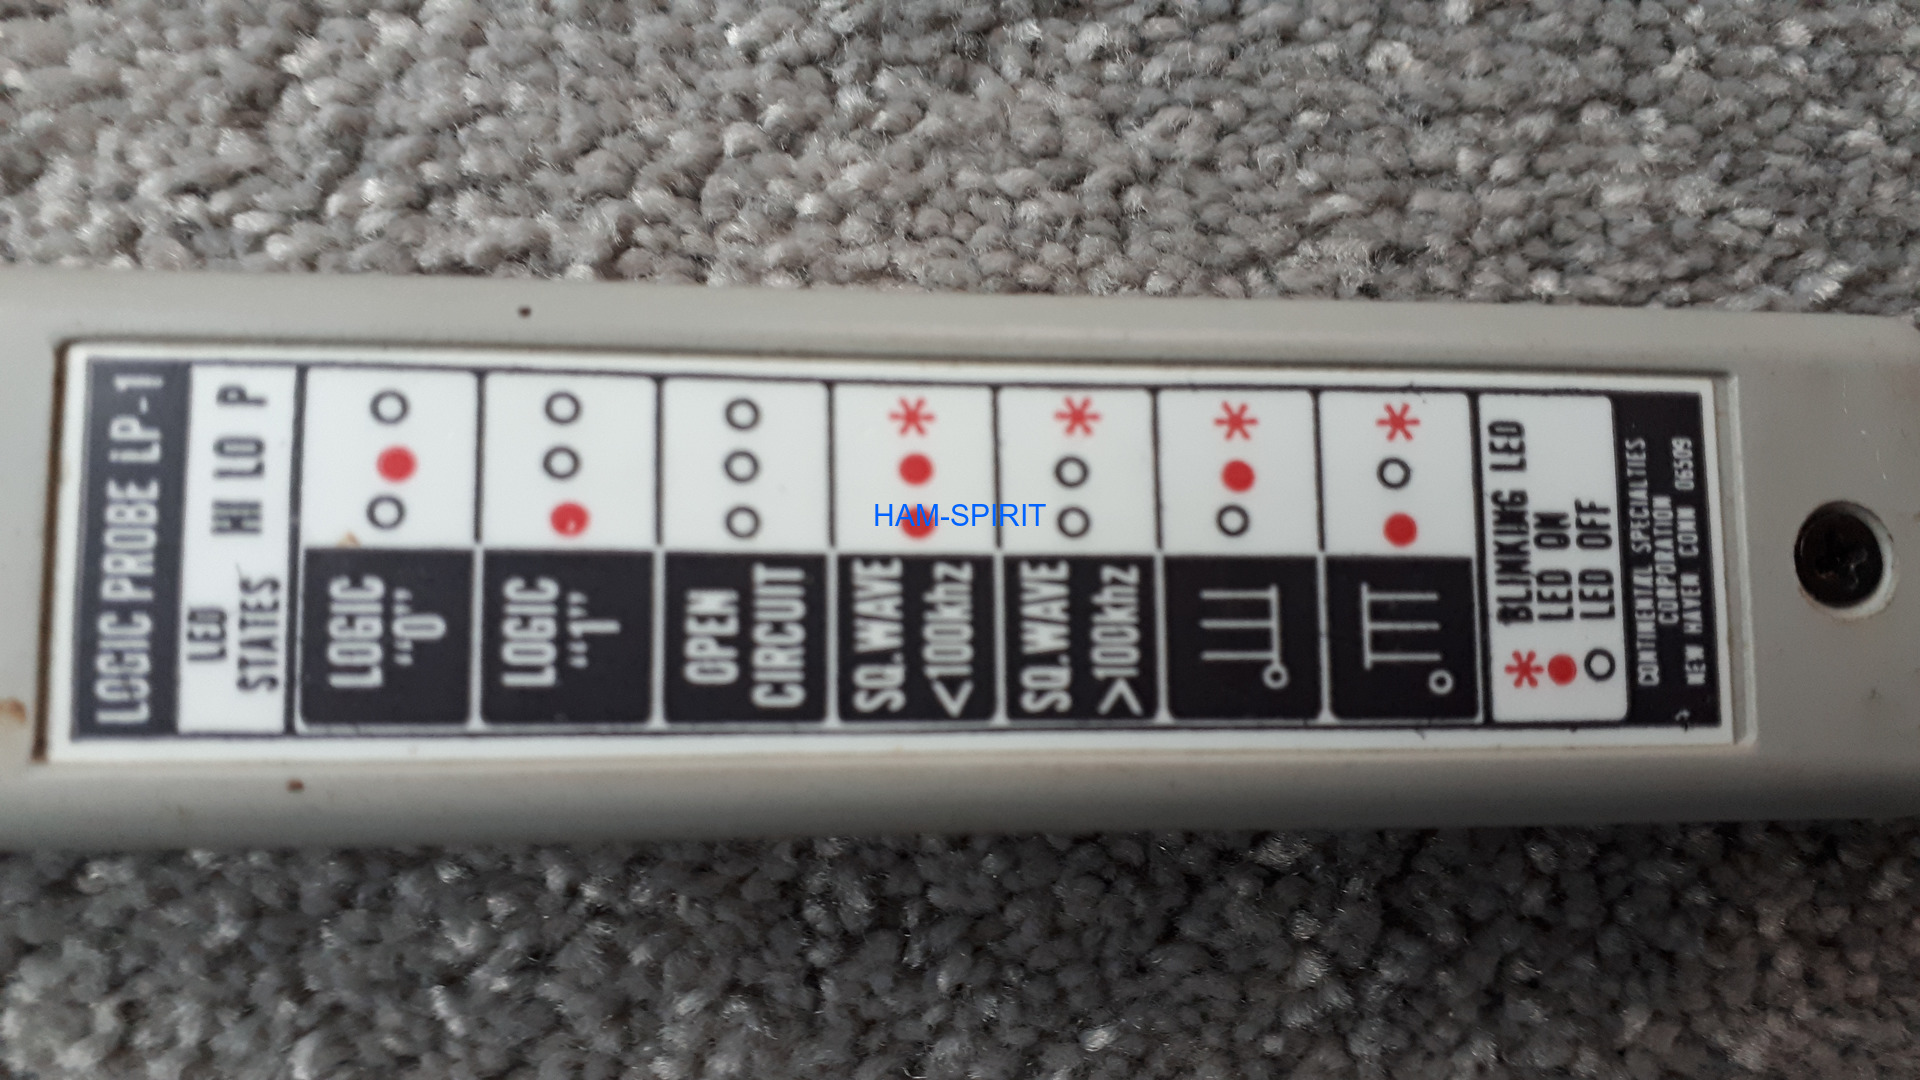 LOGIC PROBE LP-1
LED
STATES
HI LO P
LOGIC
“0”
LOGIC
“1”
OPEN
CIRCUIT
SQ.WAVE
<100khz
SQ.WAVE
>100khz
BLINKING LED
LED ON
LED OFF
CONTINENTAL SPECIALTIES
CORPORATION
NEW HAVEN CONN 06509
HAM-SPIRIT